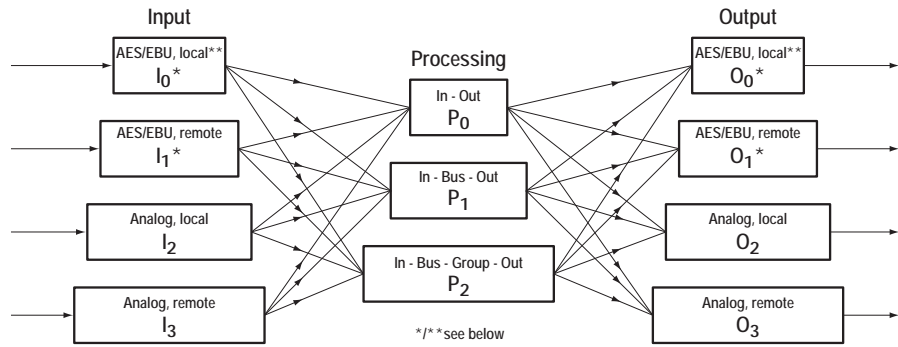 Input
AES/EBU, local**
I0*
AES/EBU, remote
I1*
Analog, local
I2
Analog, remote
I3
Processing
In - Out
P0
In - Bus - Out
P1
In - Bus - Group - Out
P2
*/**see below
Output
AES/EBU, local**
O0*
AES/EBU, remote
O1*
Analog, local
O2
Analog, remote
O3